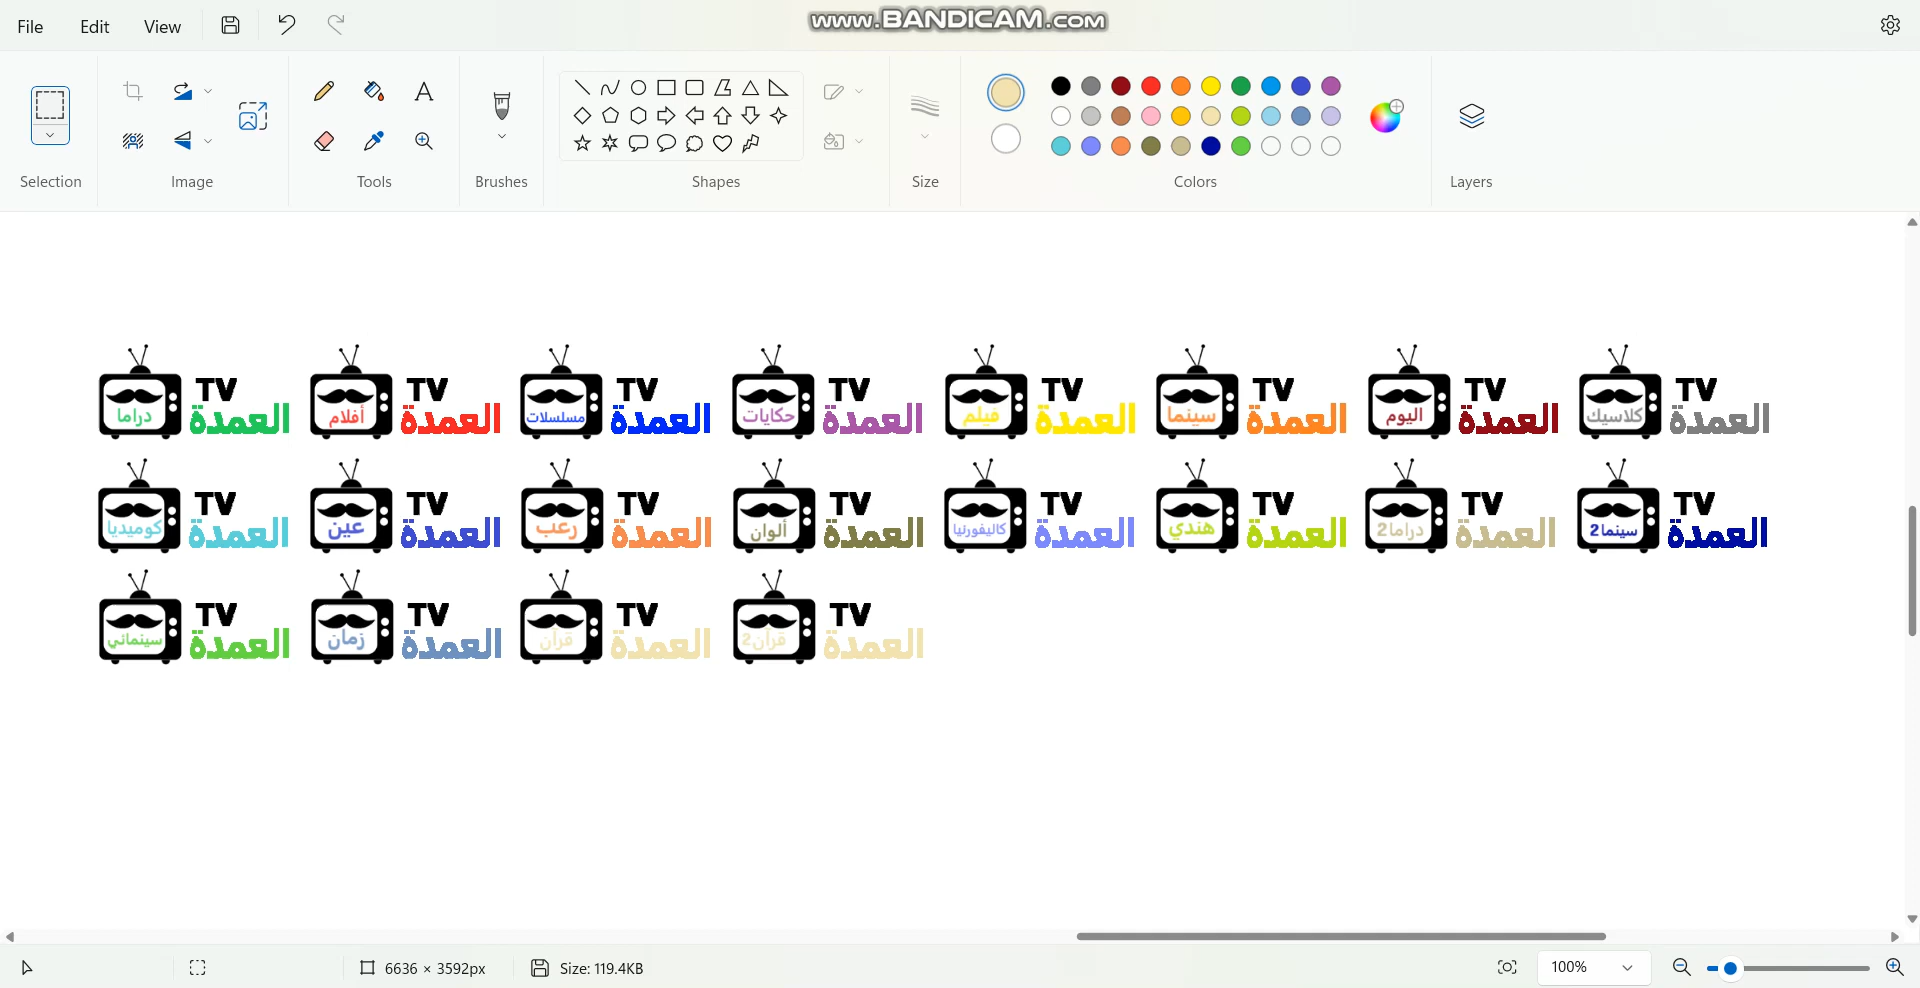 File Edit View
www.BANDICAM.com
Selection Image Tools Brushes Shapes Size Colors Layers
دراما TV العمدة
أفلام TV العمدة
مسلسلات TV العمدة
حكايات TV العمدة
فيلم TV العمدة
سينما TV العمدة
اليوم TV العمدة
كلاسيك TV العمدة
كوميديا TV العمدة
عين TV العمدة
رعب TV العمدة
ألوان TV العمدة
كاليفورنيا TV العمدة
هندي TV العمدة
دراما2 TV العمدة
سينما2 TV العمدة
سينمائي TV العمدة
زمان TV العمدة
قرآن TV العمدة
قرآن2 TV العمدة
6636 × 3592px Size: 119.4KB 100%